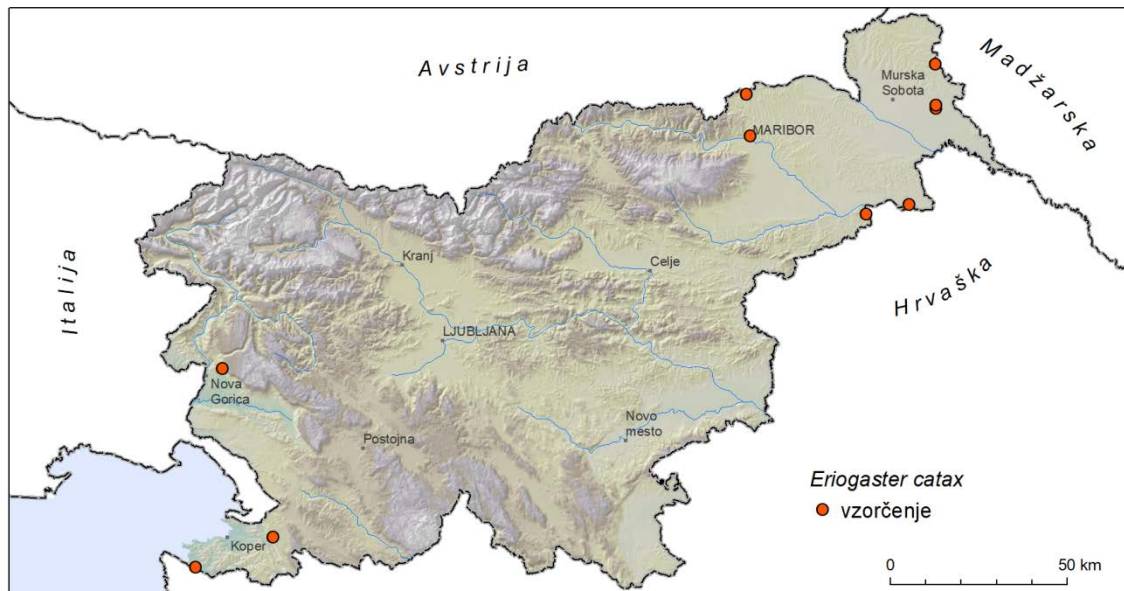 Avstrija
Madžarska
Murska
Sobota
MARIBOR
Italija
Kranj
Celje
Hrvaška
LJUBLJANA
Nova
Gorica
Novo
mesto
Postojna
Eriogaster catax
vzorčenje
Koper
0 50 km